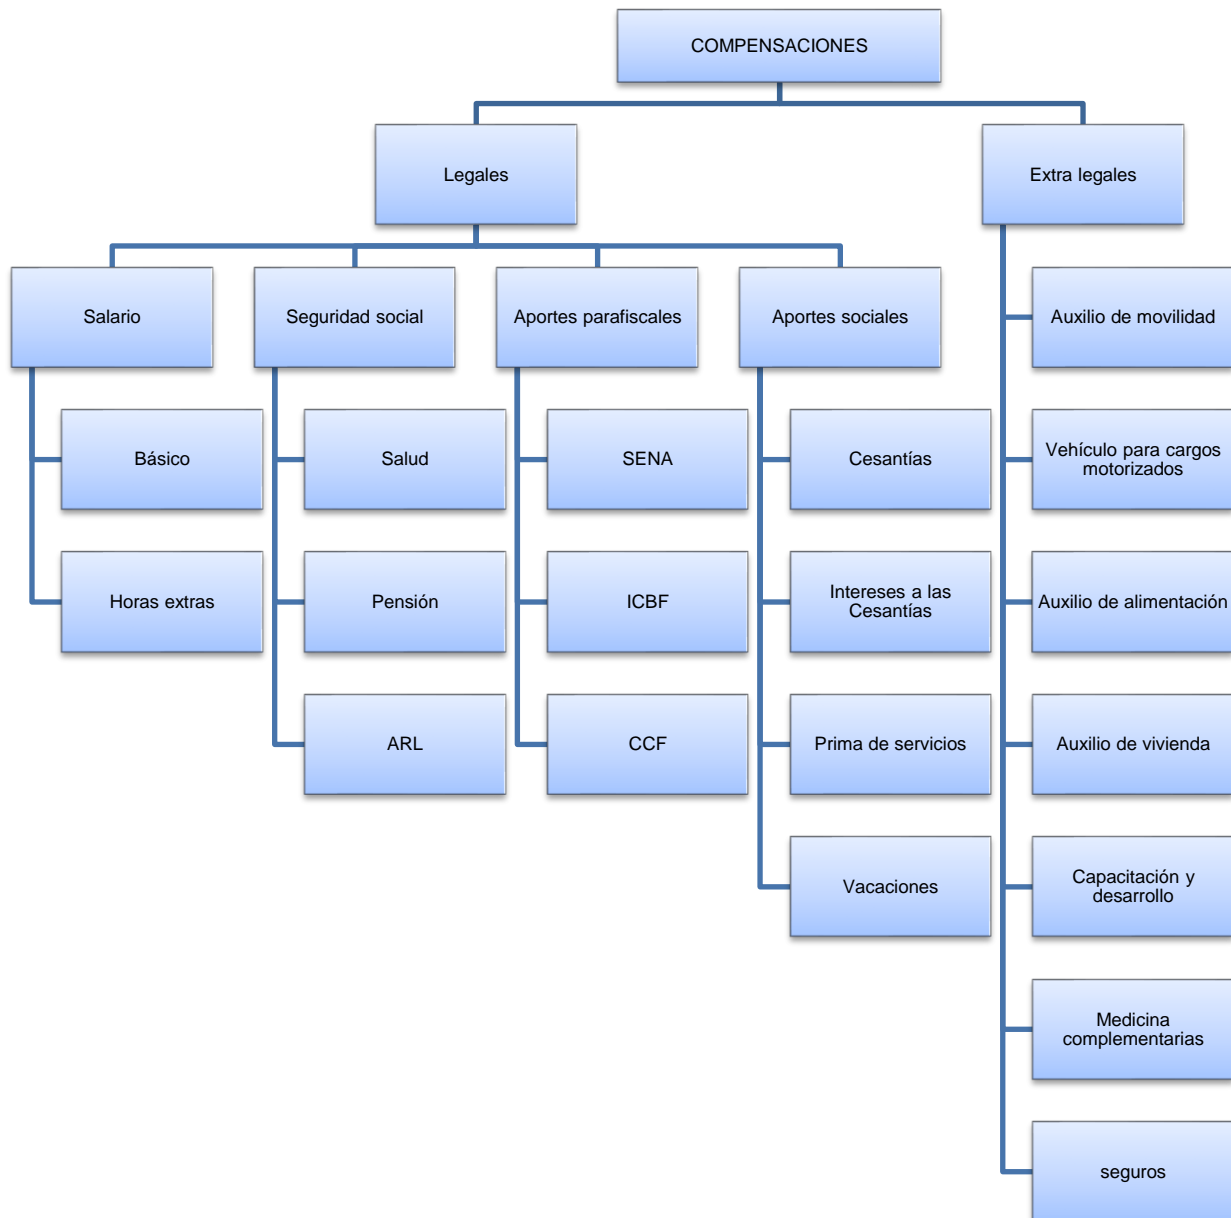 COMPENSACIONES
Legales
Extra legales
Salario
Seguridad social
Aportes parafiscales
Aportes sociales
Auxilio de movilidad
Básico
Salud
SENA
Cesantías
Vehículo para cargos
motorizados
Horas extras
Pensión
ICBF
Intereses a las
Cesantías
Auxilio de alimentación
ARL
CCF
Prima de servicios
Auxilio de vivienda
Vacaciones
Capacitación y
desarrollo
Medicina
complementarias
seguros